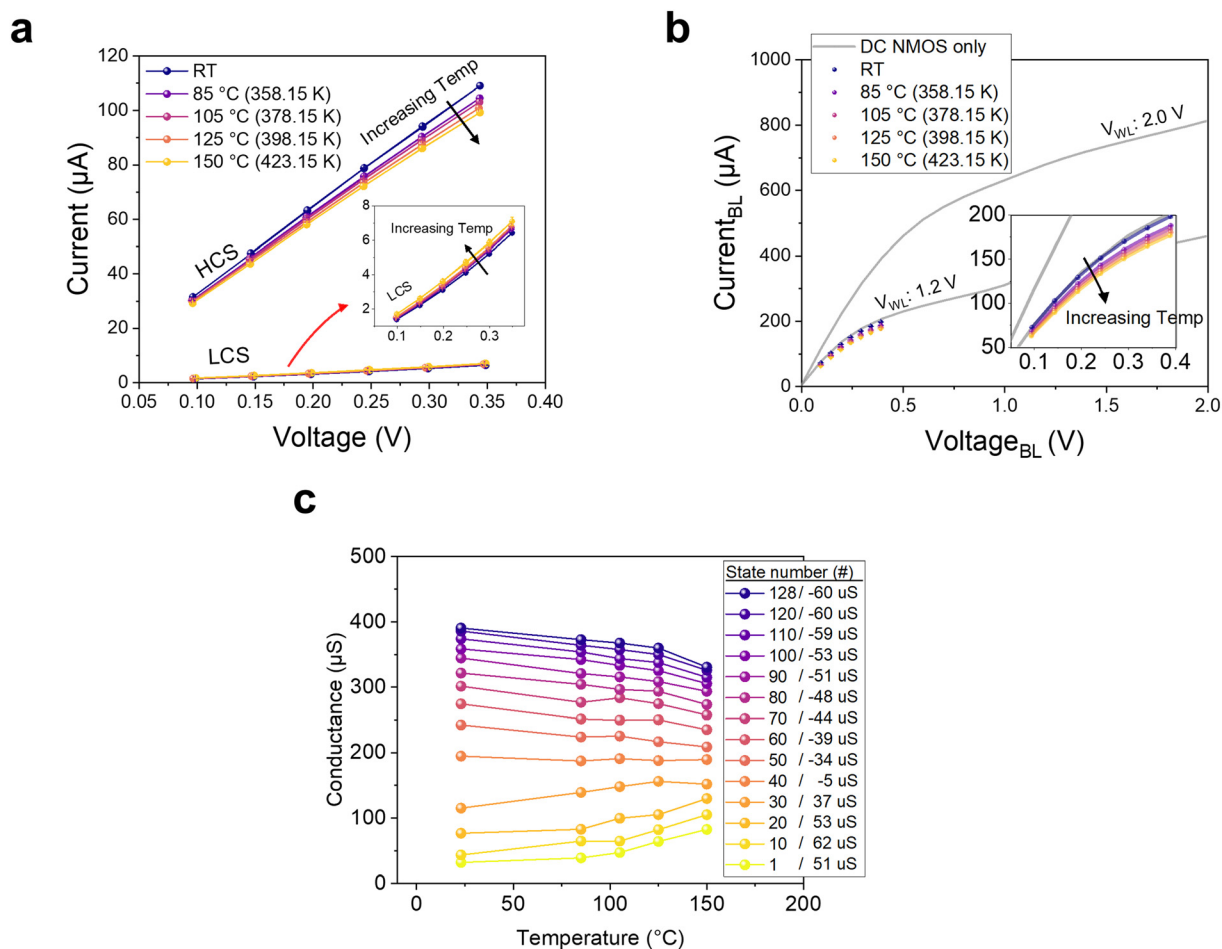 a
RT
85 °C (358.15 K)
105 °C (378.15 K)
125 °C (398.15 K)
150 °C (423.15 K)
Increasing Temp
HCS
LCS
Increasing Temp
LCS
8
6
4
2
0.1
0.2
0.3
120
100
80
60
40
20
0
0.05
0.10
0.15
0.20
0.25
0.30
0.35
0.40
Current (µA)
Voltage (V)
b
DC NMOS only
RT
85 °C (358.15 K)
105 °C (378.15 K)
125 °C (398.15 K)
150 °C (423.15 K)
VWL: 2.0 V
VWL: 1.2 V
200
150
100
50
Increasing Temp
0.1
0.2
0.3
0.4
1000
800
600
400
200
0
0.0
0.5
1.0
1.5
2.0
CurrentBL (µA)
VoltageBL (V)
c
500
400
300
200
100
0
0
50
100
150
200
Conductance (µS)
Temperature (°C)
State number (#)
128 / -60 uS
120 / -60 uS
110 / -59 uS
100 / -53 uS
90 / -51 uS
80 / -48 uS
70 / -44 uS
60 / -39 uS
50 / -34 uS
40 / -5 uS
30 / 37 uS
20 / 53 uS
10 / 62 uS
1 / 51 uS